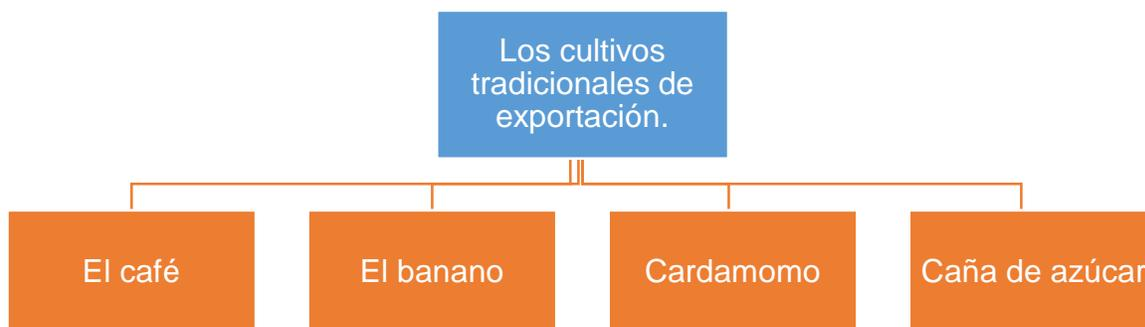 Los cultivos
tradicionales de
exportación.
El café
El banano
Cardamomo
Caña de azúcar